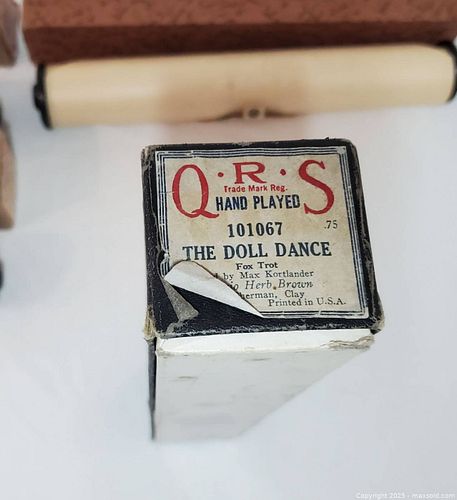 Q·R·S
Trade Mark Reg.
HAND PLAYED
101067 .75
THE DOLL DANCE
Fox Trot
by Max Kortlander
Herb. Brown
Clay
Printed in U.S.A.
Copyright 2025 - maxsold.com